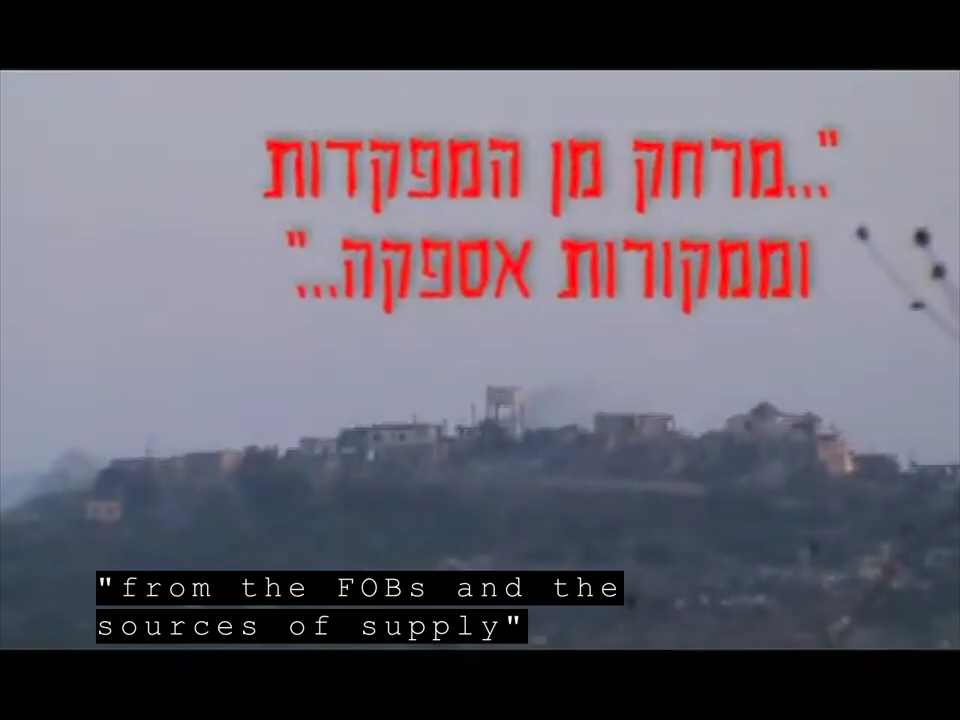 "...מרחק מן המפקדות
וממקורות אספקה..."
"from the FOBs and the
sources of supply"